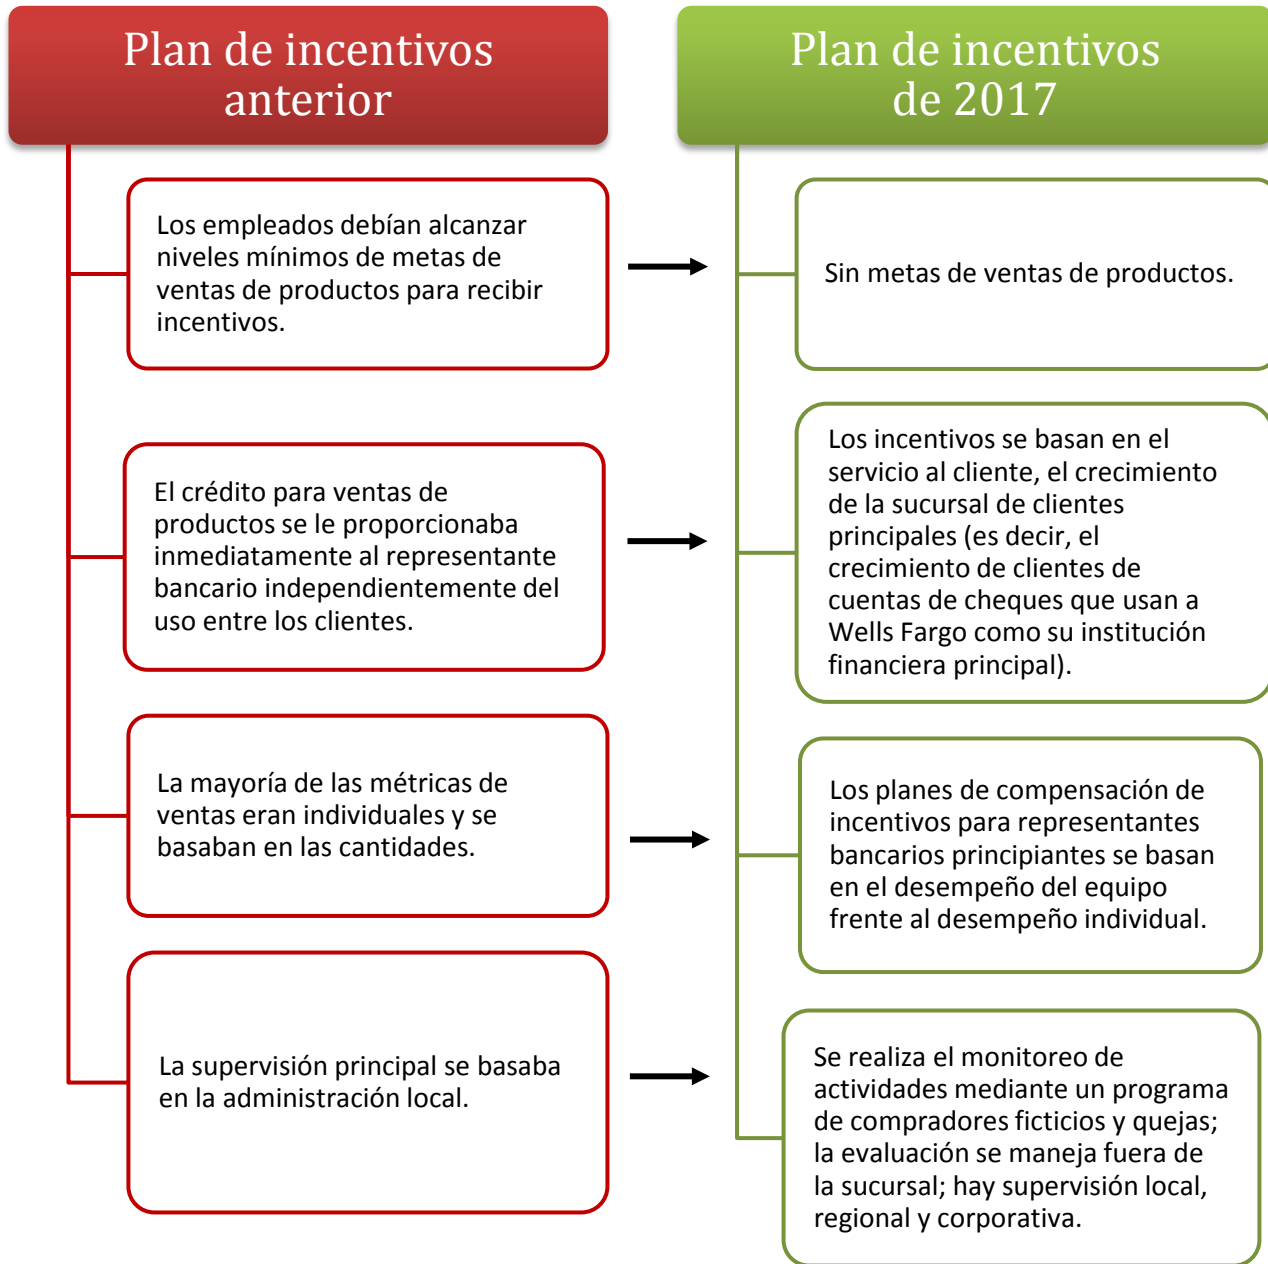 Plan de incentivos
anterior
Los empleados debían alcanzar
niveles mínimos de metas de
ventas de productos para recibir
incentivos.
El crédito para ventas de
productos se le proporcionaba
inmediatamente al representante
bancario independientemente del
uso entre los clientes.
La mayoría de las métricas de
ventas eran individuales y se
basaban en las cantidades.
La supervisión principal se basaba
en la administración local.
Plan de incentivos
de 2017
Sin metas de ventas de productos.
Los incentivos se basan en el
servicio al cliente, el crecimiento
de la sucursal de clientes
principales (es decir, el
crecimiento de clientes de
cuentas de cheques que usan a
Wells Fargo como su institución
financiera principal).
Los planes de compensación de
incentivos para representantes
bancarios principiantes se basan
en el desempeño del equipo
frente al desempeño individual.
Se realiza el monitoreo de
actividades mediante un programa
de compradores ficticios y quejas;
la evaluación se maneja fuera de
la sucursal; hay supervisión local,
regional y corporativa.